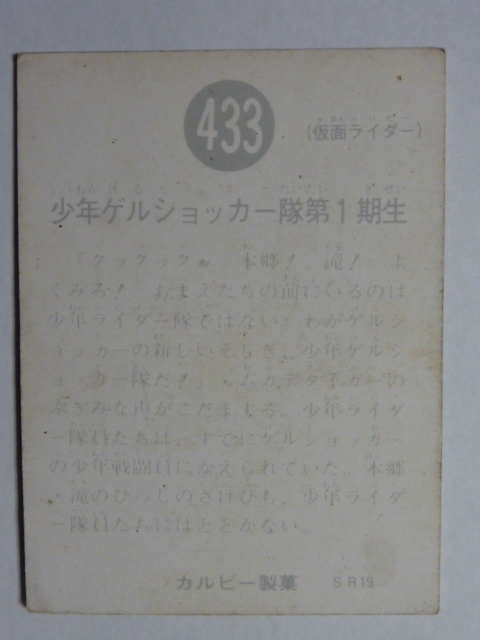 433
(仮面ライダー)
少年ゲルショッカー隊第1期生
「クックックッ 本郷! 滝! よ
くみろ! おまえたちの前にいるのは
少年ライダー隊ではない。わがゲルシ
ョッカーの新しいそしき、少年ゲルシ
ョッカー隊だ!」、ムカデタイガーの
ぶきみな声がこだまする。少年ライダ
ー隊員たちは、すでにゲルショッカー
の少年戦闘員にかえられていた。本郷
・滝のひっしのさけびも、少年ライダ
ー隊員たちにはとどかない。
カルビー製菓 SR19